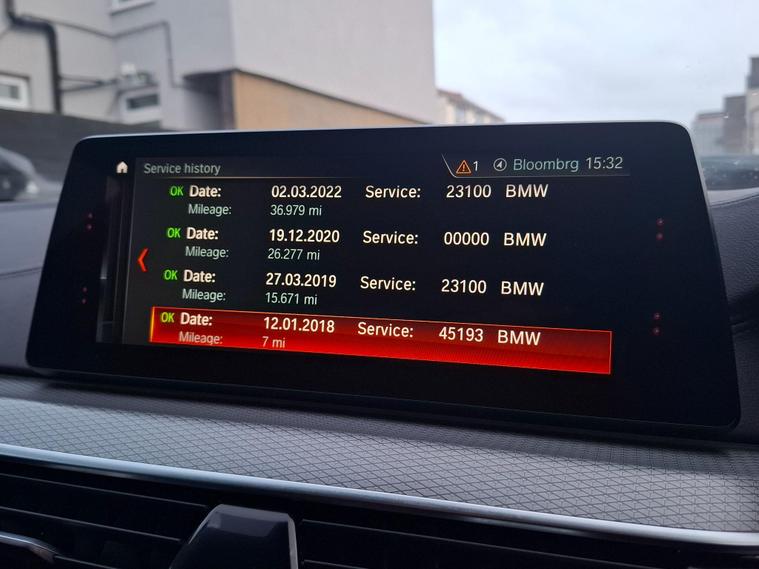 Service history 1 Bloombrg 15:32
OK Date: 02.03.2022 Service: 23100 BMW
Mileage: 36.979 mi
OK Date: 19.12.2020 Service: 00000 BMW
Mileage: 26.277 mi
OK Date: 27.03.2019 Service: 23100 BMW
Mileage: 15.671 mi
OK Date: 12.01.2018 Service: 45193 BMW
Mileage: 7 mi